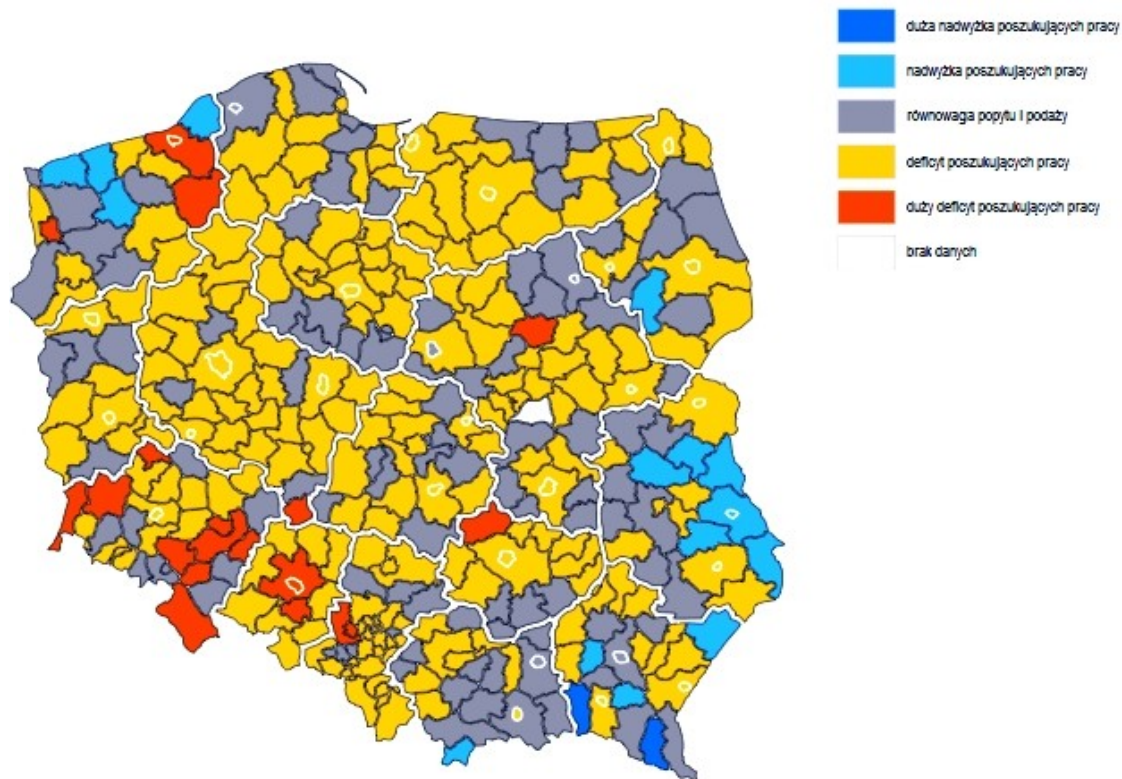 duża nadwyżka poszukujących pracy
nadwyżka poszukujących pracy
równowaga popytu i podaży
deficyt poszukujących pracy
duży deficyt poszukujących pracy
brak danych